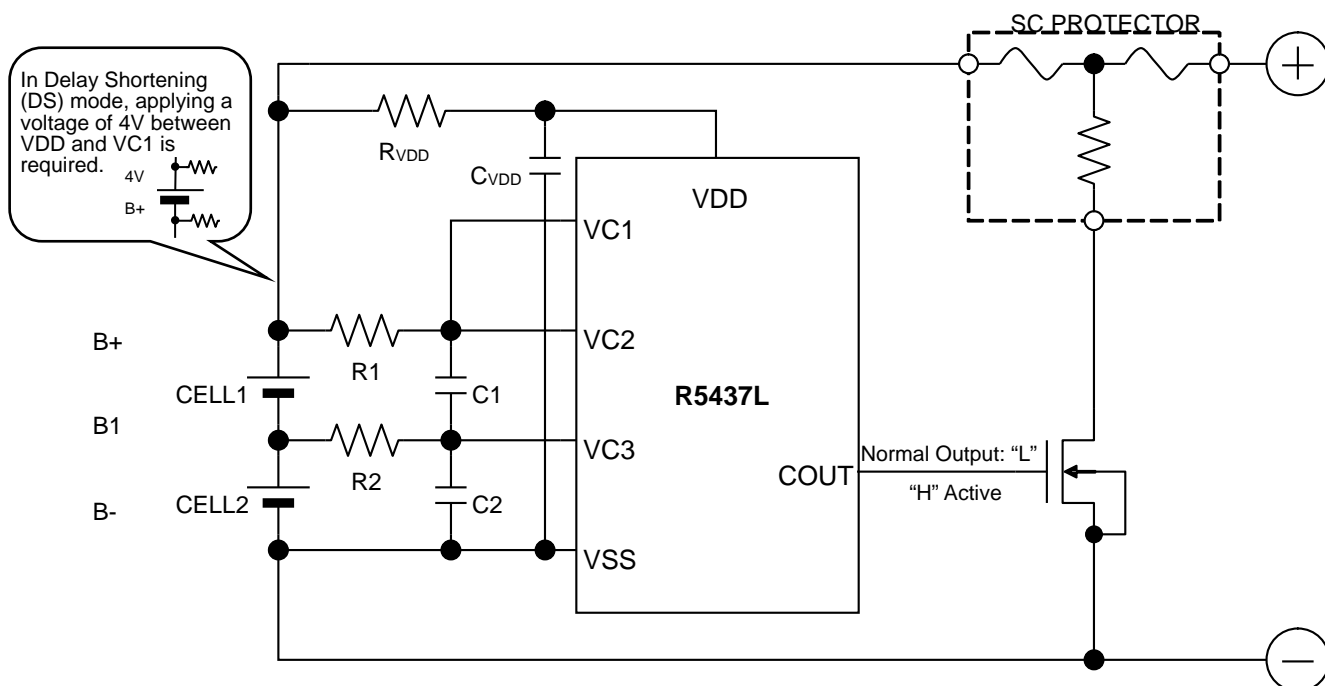 SC PROTECTOR
In Delay Shortening
(DS) mode, applying a
voltage of 4V between
VDD and VC1 is
required.
4V
B+
+
RVDD
CVDD
VDD
VC1
B+
R1
VC2
CELL1
C1
R5437L
B1
R2
VC3
Normal Output: “L”
COUT
“H” Active
B-
CELL2
C2
VSS
−